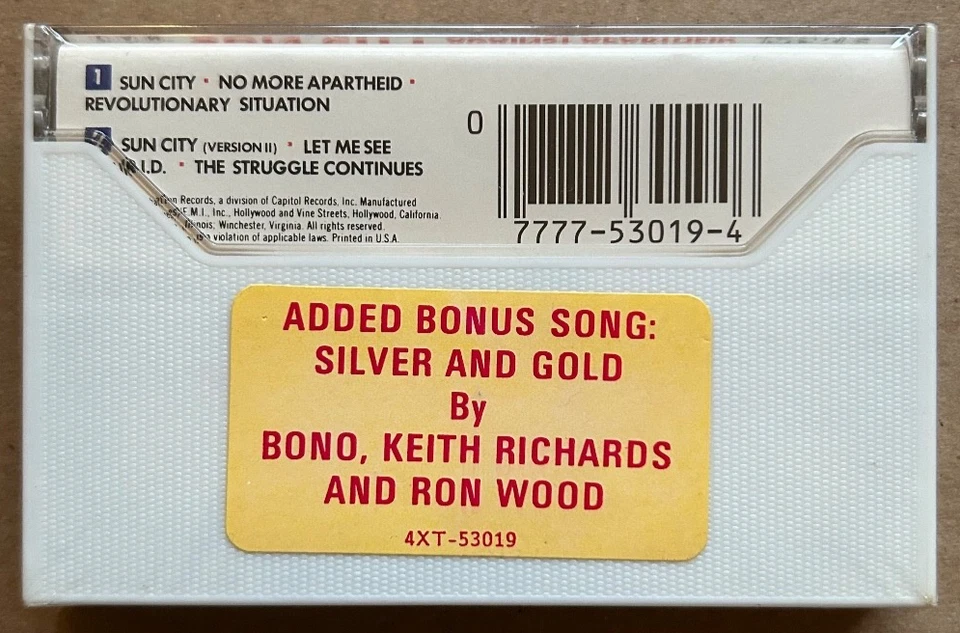 AGAINST APARTHEID
1 SUN CITY • NO MORE APARTHEID •
REVOLUTIONARY SITUATION
2 SUN CITY (VERSION II) • LET ME SEE
I.D. • THE STRUGGLE CONTINUES
Records, a division of Capitol Records, Inc. Manufactured
E.M.I., Inc., Hollywood and Vine Streets, Hollywood, California.
Winchester, Virginia. All rights reserved.
violation of applicable laws. Printed in U.S.A.
0
7777-53019-4
ADDED BONUS SONG:
SILVER AND GOLD
By
BONO, KEITH RICHARDS
AND RON WOOD
4XT-53019